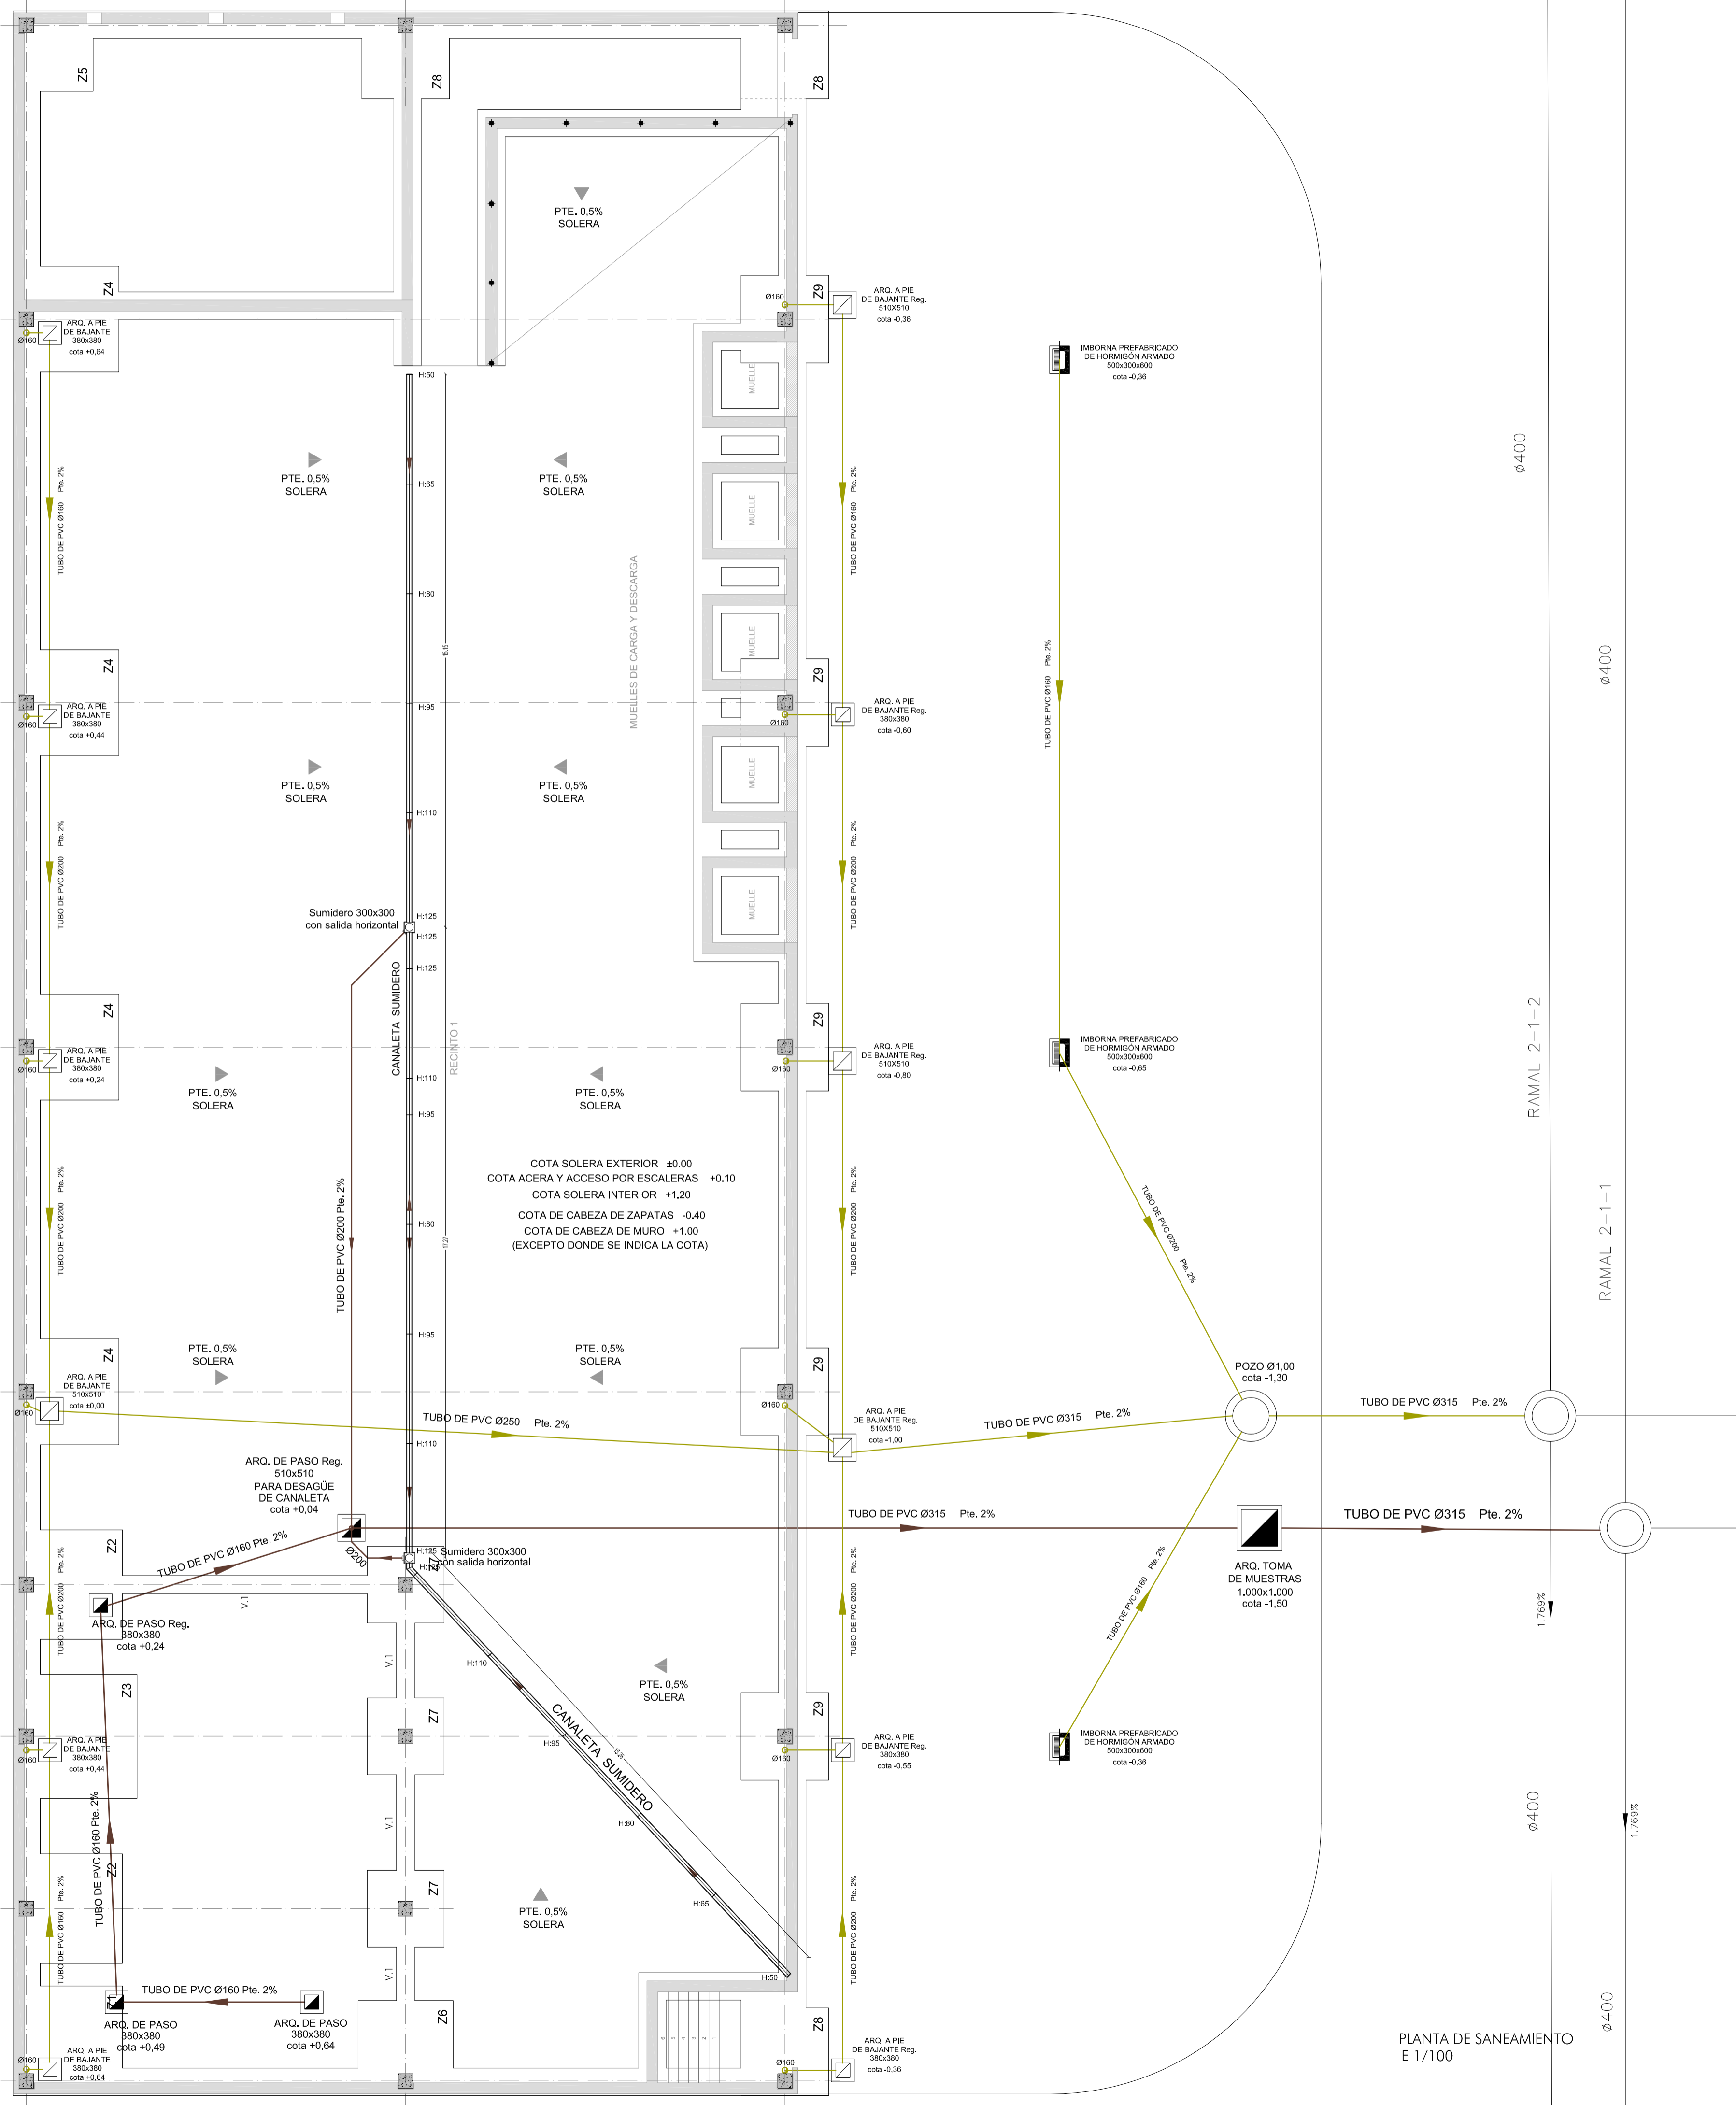 Z5
Z8
Z8
PTE. 0,5%
SOLERA
Z4
Z9
Ø160
ARQ. A PIE
DE BAJANTE Reg.
510X510
cota -0,36
ARQ. A PIE
DE BAJANTE
380x380
cota +0,64
Ø160
IMBORNA PREFABRICADO
DE HORMIGÓN ARMADO
500x300x600
cota -0,36
H:50
MUELLE
Ø400
PTE. 0,5%
SOLERA
PTE. 0,5%
SOLERA
H:65
TUBO DE PVC Ø160 Pte. 2%
MUELLE
TUBO DE PVC Ø160 Pte. 2%
H:80
MUELLES DE CARGA Y DESCARGA
MUELLE
15,15
TUBO DE PVC Ø160 Pte. 2%
Ø400
Z4
Z9
ARQ. A PIE
DE BAJANTE
380x380
cota +0,44
Ø160
H:95
Ø160
ARQ. A PIE
DE BAJANTE Reg.
380x380
cota -0,60
PTE. 0,5%
SOLERA
PTE. 0,5%
SOLERA
MUELLE
H:110
TUBO DE PVC Ø200 Pte. 2%
TUBO DE PVC Ø200 Pte. 2%
MUELLE
Sumidero 300x300
con salida horizontal
H:125
H:125
H:125
CANALETA SUMIDERO
RECINTO 1
Z4
Z9
ARQ. A PIE
DE BAJANTE
380x380
cota +0,24
Ø160
Ø160
ARQ. A PIE
DE BAJANTE Reg.
510X510
cota -0,80
IMBORNA PREFABRICADO
DE HORMIGÓN ARMADO
500x300x600
cota -0,65
RAMAL 2-1-2
RAMAL 2-1-1
PTE. 0,5%
SOLERA
PTE. 0,5%
SOLERA
H:110
H:95
COTA SOLERA EXTERIOR ±0.00
COTA ACERA Y ACCESO POR ESCALERAS +0.10
COTA SOLERA INTERIOR +1.20
COTA DE CABEZA DE ZAPATAS -0.40
COTA DE CABEZA DE MURO +1.00
(EXCEPTO DONDE SE INDICA LA COTA)
TUBO DE PVC Ø200 Pte. 2%
TUBO DE PVC Ø200 Pte. 2%
H:80
17,27
TUBO DE PVC Ø200 Pte. 2%
TUBO DE PVC Ø200 Pte. 2%
H:95
PTE. 0,5%
SOLERA
PTE. 0,5%
SOLERA
Z4
Z9
ARQ. A PIE
DE BAJANTE
510x510
cota ±0,00
Ø160
Ø160
ARQ. A PIE
DE BAJANTE Reg.
510X510
cota -1,00
POZO Ø1,00
cota -1,30
TUBO DE PVC Ø250 Pte. 2%
TUBO DE PVC Ø315 Pte. 2%
TUBO DE PVC Ø315 Pte. 2%
H:110
ARQ. DE PASO Reg.
510x510
PARA DESAGÜE
DE CANALETA
cota +0,04
TUBO DE PVC Ø315 Pte. 2%
TUBO DE PVC Ø315 Pte. 2%
Z2
TUBO DE PVC Ø160 Pte. 2%
Ø200
H:125
Sumidero 300x300
con salida horizontal
Z7
TUBO DE PVC Ø200 Pte. 2%
TUBO DE PVC Ø200 Pte. 2%
TUBO DE PVC Ø160 Pte. 2%
ARQ. TOMA
DE MUESTRAS
1.000x1.000
cota -1,50
V.1
ARQ. DE PASO Reg.
380x380
cota +0,24
1.769%
V.1
H:110
PTE. 0,5%
SOLERA
Z3
Z7
Z9
CANALETA SUMIDERO
15,26
H:95
ARQ. A PIE
DE BAJANTE
380x380
cota +0,44
Ø160
Ø160
ARQ. A PIE
DE BAJANTE Reg.
380x380
cota -0,55
IMBORNA PREFABRICADO
DE HORMIGÓN ARMADO
500x300x600
cota -0,36
TUBO DE PVC Ø160 Pte. 2%
V.1
H:80
Ø400
1.769%
Z2
Z7
H:65
TUBO DE PVC Ø160 Pte. 2%
PTE. 0,5%
SOLERA
TUBO DE PVC Ø200 Pte. 2%
V.1
H:50
TUBO DE PVC Ø160 Pte. 2%
Z1
ARQ. DE PASO
380x380
cota +0,49
ARQ. DE PASO
380x380
cota +0,64
Z6
Z8
6 5 4 3 2 1
Ø400
ARQ. A PIE
DE BAJANTE
380x380
cota +0,64
Ø160
Ø160
ARQ. A PIE
DE BAJANTE Reg.
380x380
cota -0,36
PLANTA DE SANEAMIENTO
E 1/100